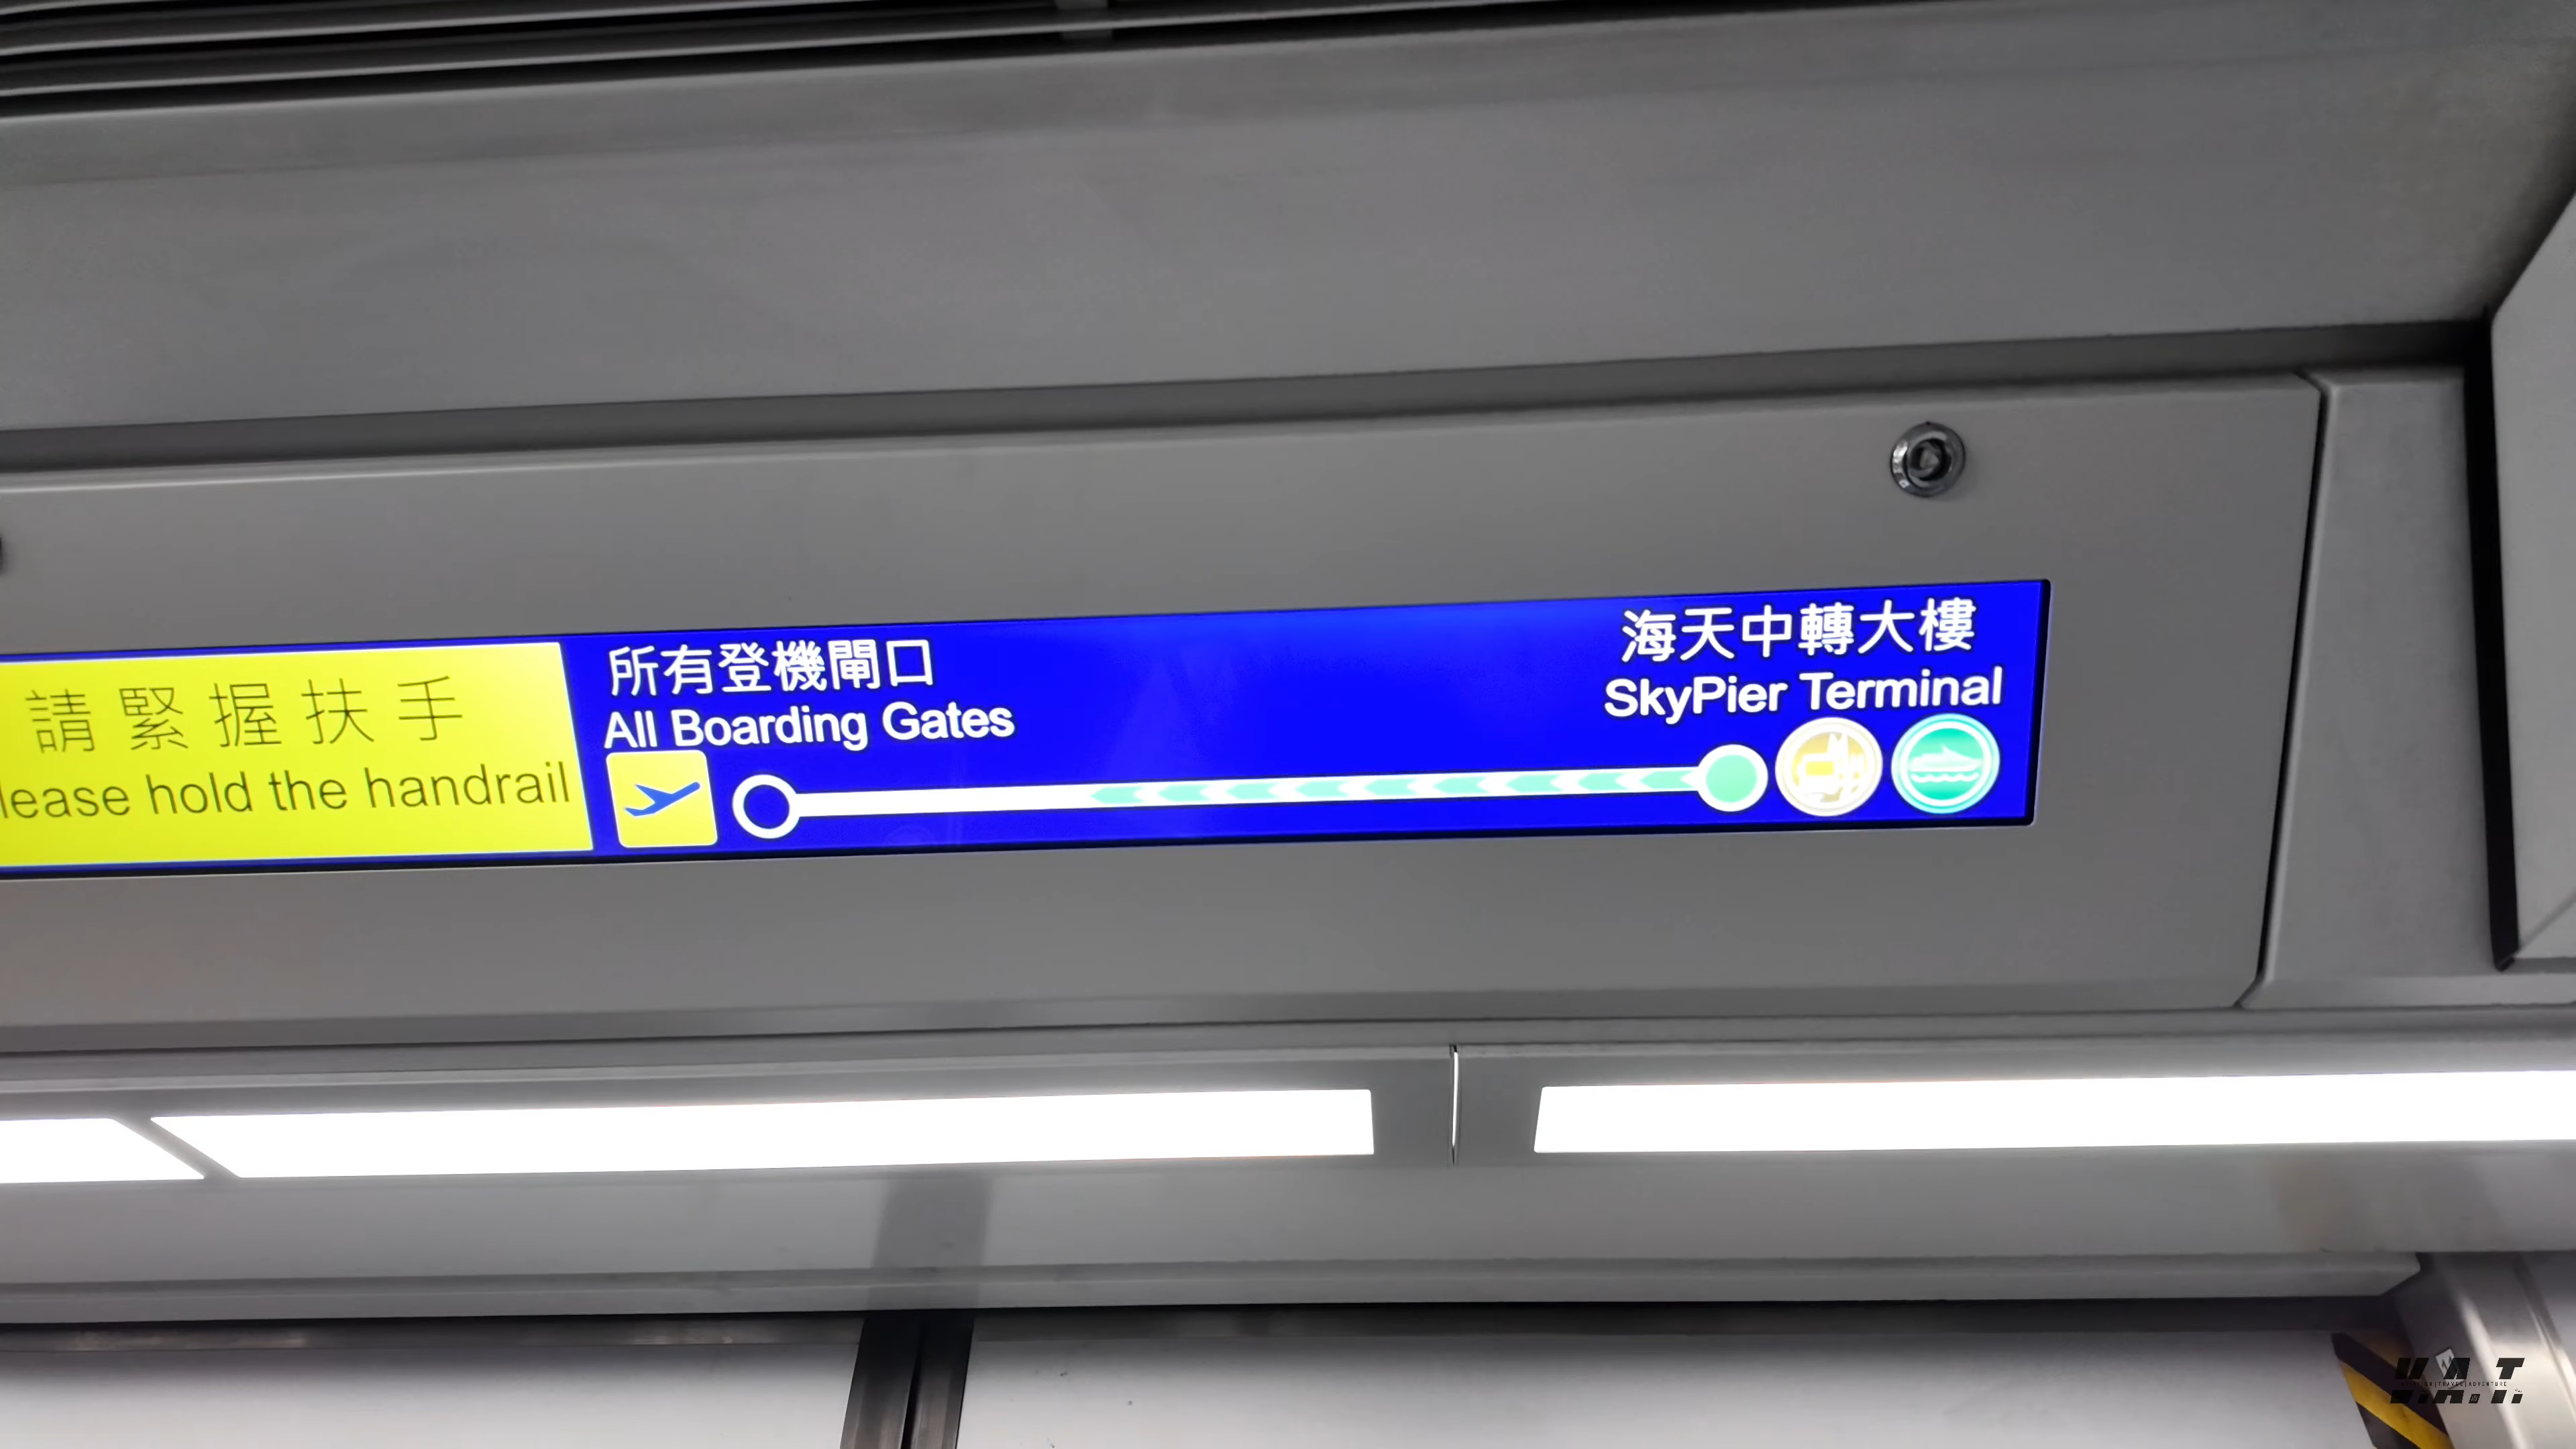 請緊握扶手
lease hold the handrail
所有登機閘口
All Boarding Gates
海天中轉大樓
SkyPier Terminal